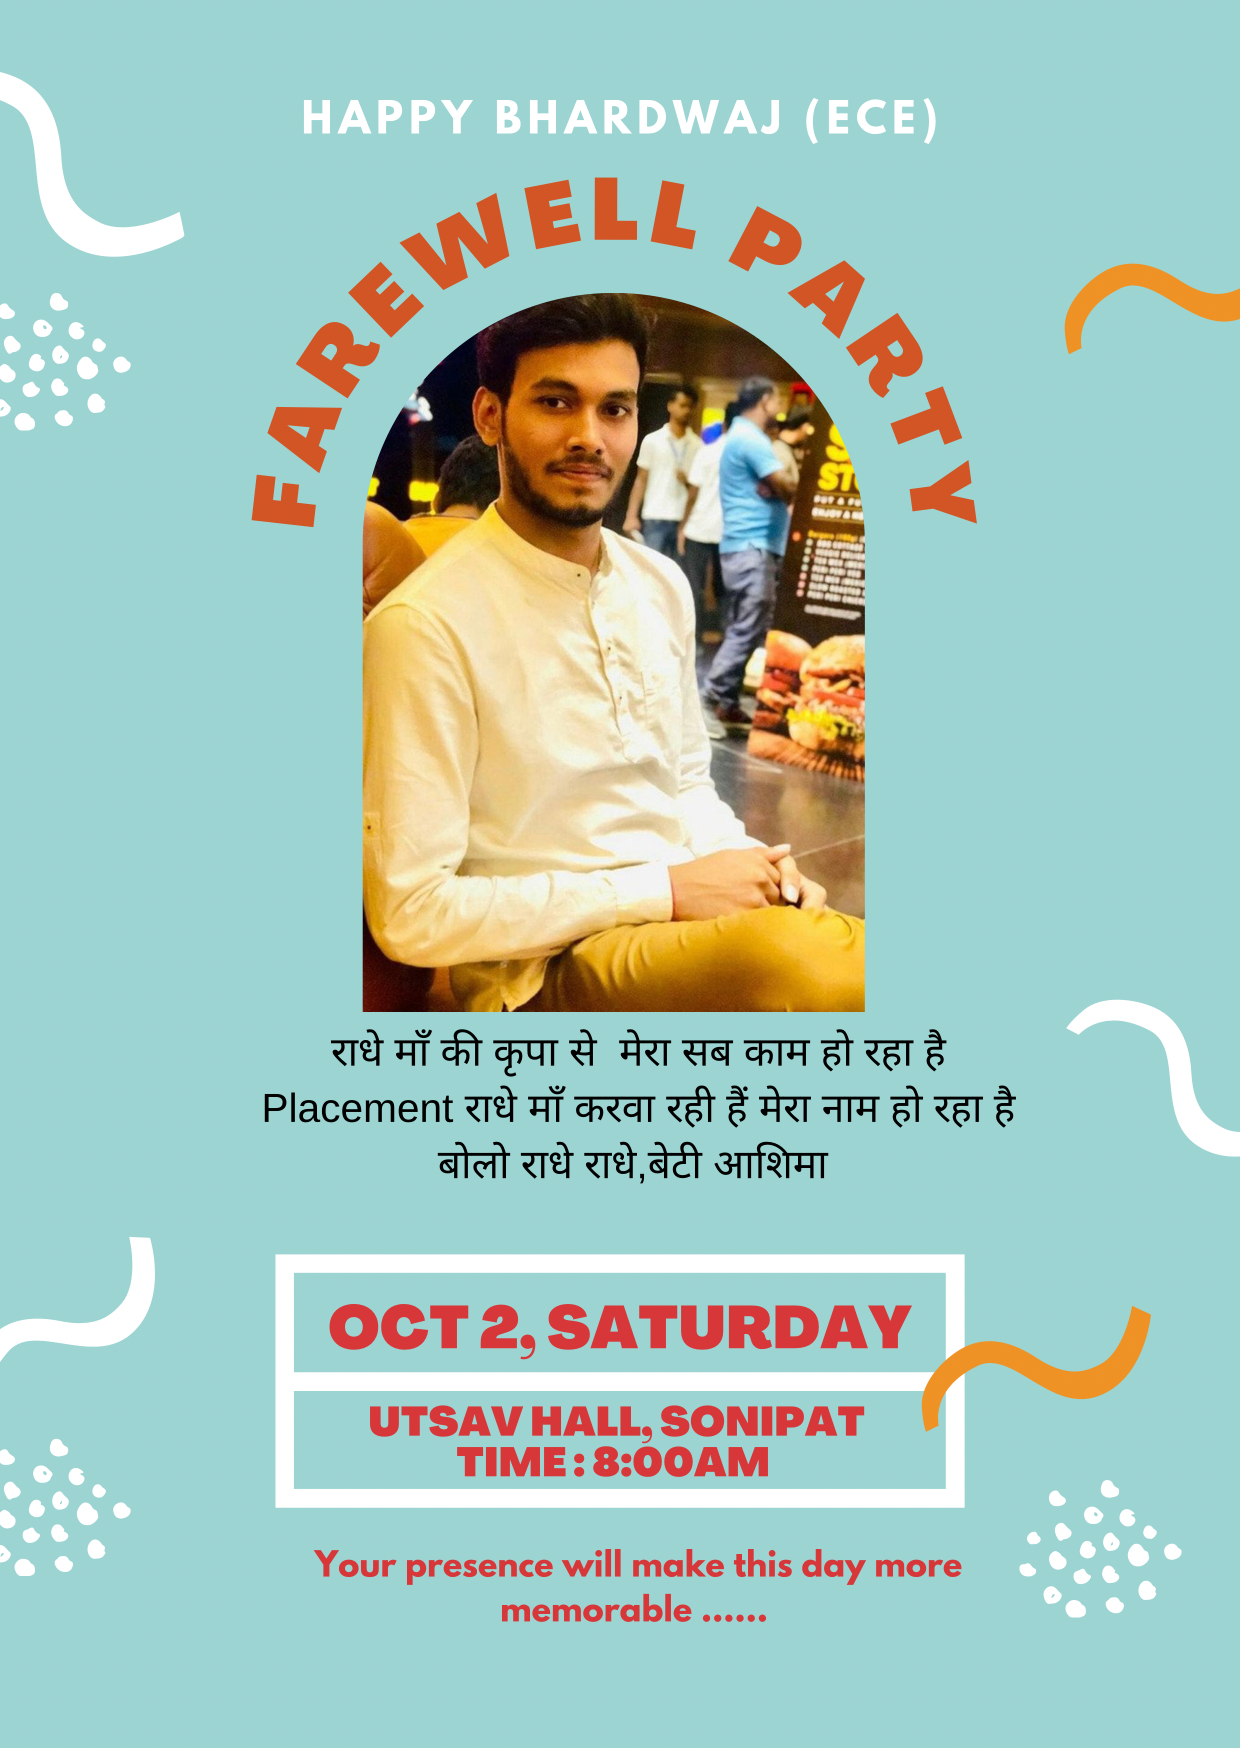 HAPPY BHARDWAJ (ECE)
FAREWELL PARTY
राधे माँ की कृपा से  मेरा सब काम हो रहा है
Placement राधे माँ करवा रही हैं मेरा नाम हो रहा है
बोलो राधे राधे,बेटी आशिमा
OCT 2, SATURDAY
UTSAV HALL, SONIPAT
TIME : 8:00AM
Your presence will make this day more
memorable ......